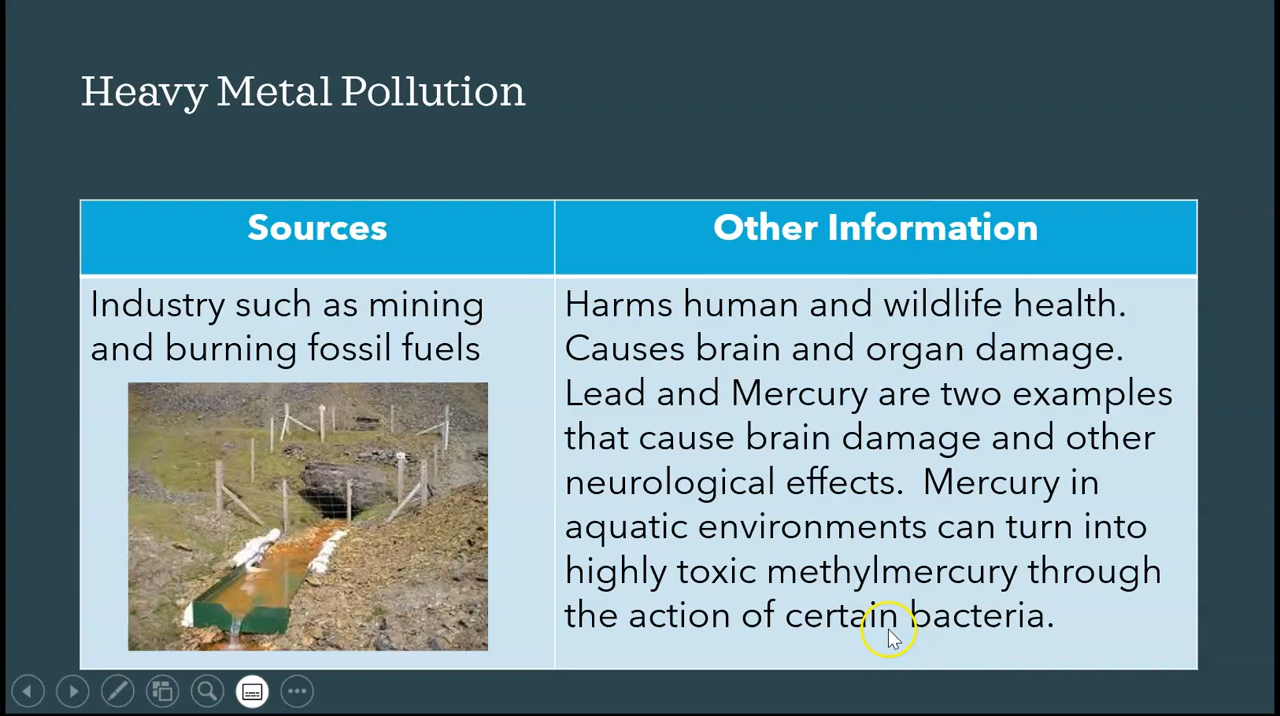 Heavy Metal Pollution
Sources
Other Information
Industry such as mining
and burning fossil fuels
Harms human and wildlife health.
Causes brain and organ damage.
Lead and Mercury are two examples
that cause brain damage and other
neurological effects.  Mercury in
aquatic environments can turn into
highly toxic methylmercury through
the action of certain bacteria.